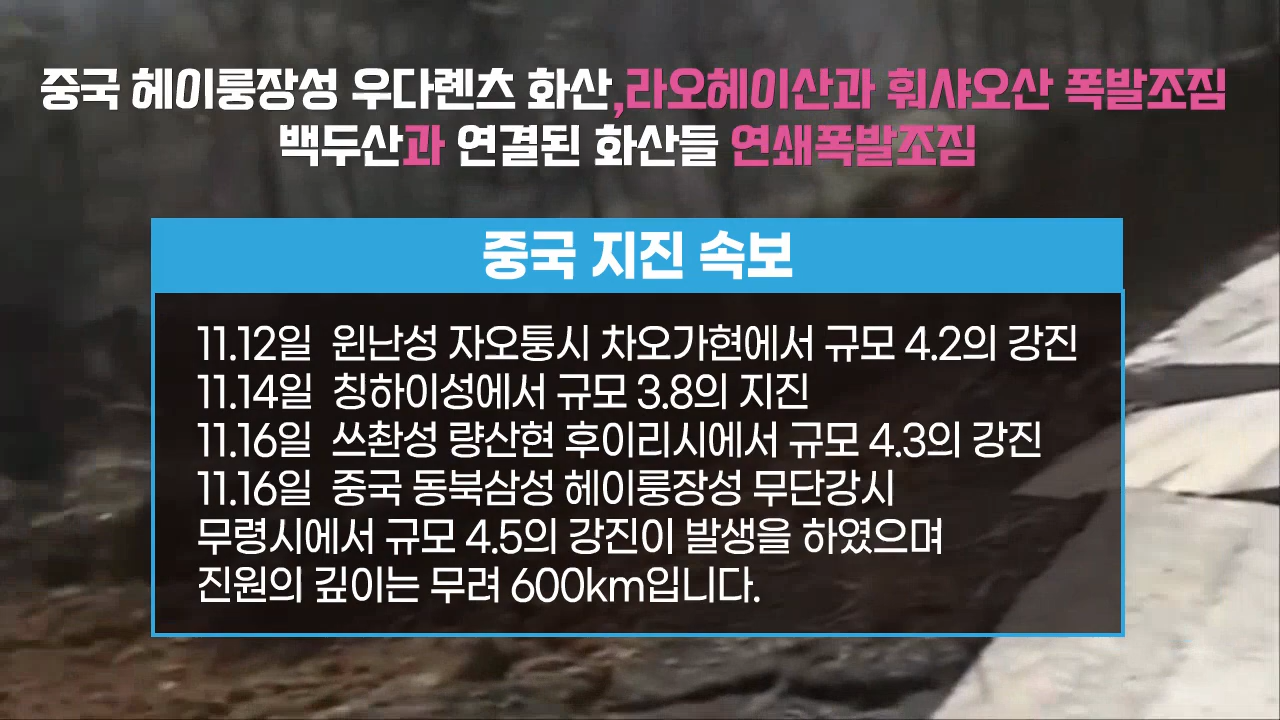 중국 헤이룽장성 우다롄츠 화산,라오헤이산과 훠샤오산 폭발조짐
백두산과 연결된 화산들 연쇄폭발조짐
중국 지진 속보
11.12일 윈난성 자오퉁시 차오가현에서 규모 4.2의 강진
11.14일 칭하이성에서 규모 3.8의 지진
11.16일 쓰촨성 량산현 후이리시에서 규모 4.3의 강진
11.16일 중국 동북삼성 헤이룽장성 무단강시
무령시에서 규모 4.5의 강진이 발생을 하였으며
진원의 깊이는 무려 600km입니다.